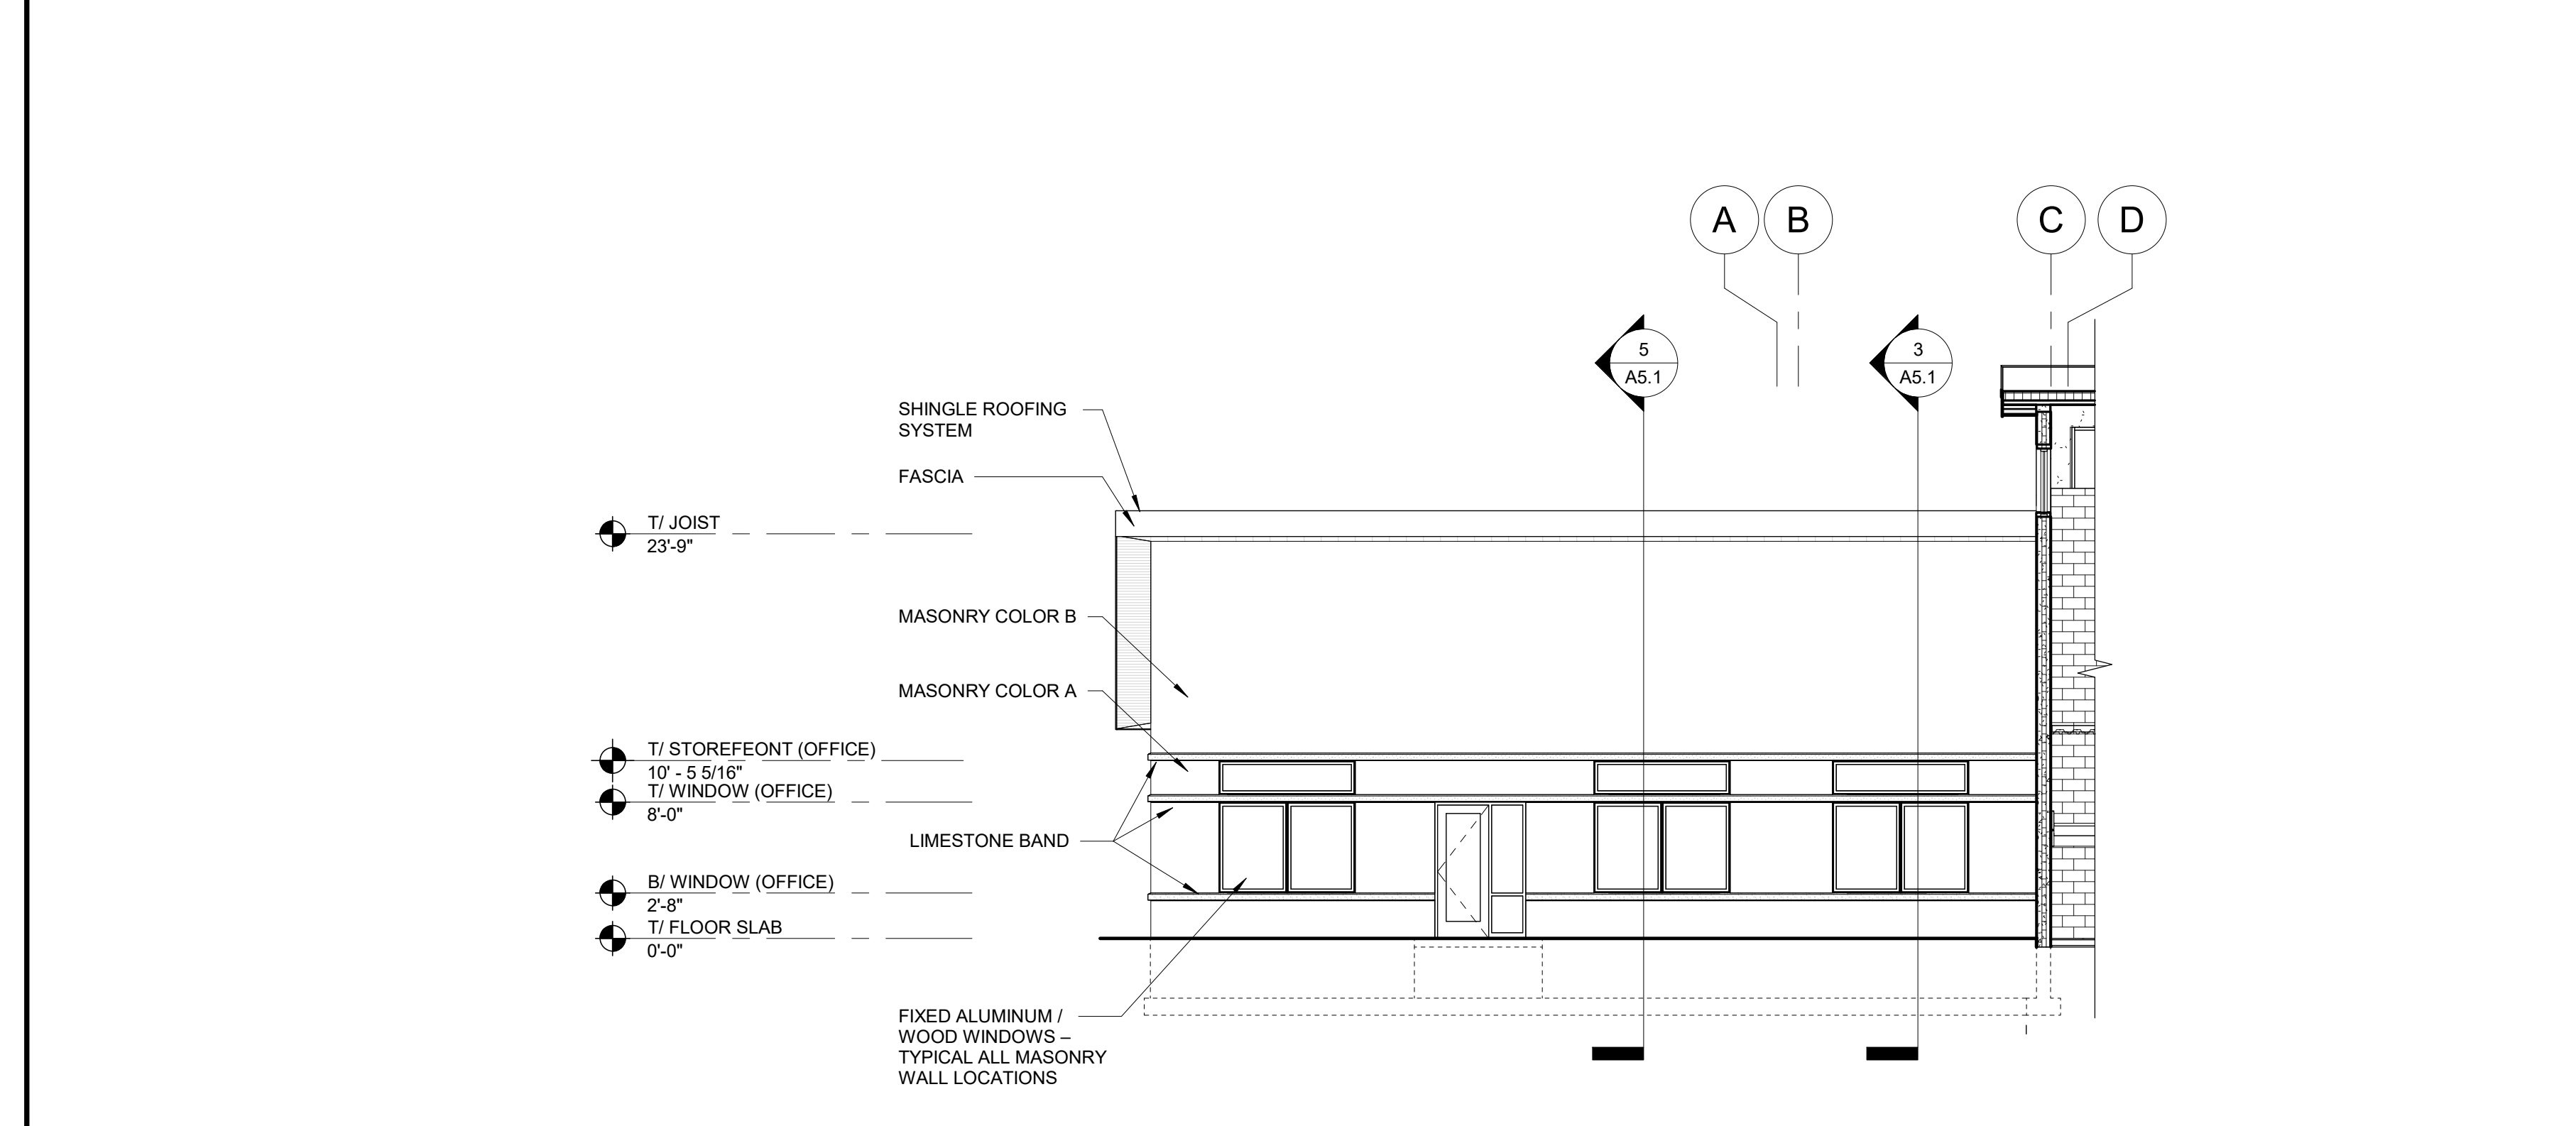 A
B
C
D
5
A5.1
3
A5.1
SHINGLE ROOFING
SYSTEM
FASCIA
T/ JOIST
23'-9"
MASONRY COLOR B
MASONRY COLOR A
T/ STOREFEONT (OFFICE)
10' - 5 5/16"
T/ WINDOW (OFFICE)
8'-0"
LIMESTONE BAND
B/ WINDOW (OFFICE)
2'-8"
T/ FLOOR SLAB
0'-0"
FIXED ALUMINUM /
WOOD WINDOWS –
TYPICAL ALL MASONRY
WALL LOCATIONS